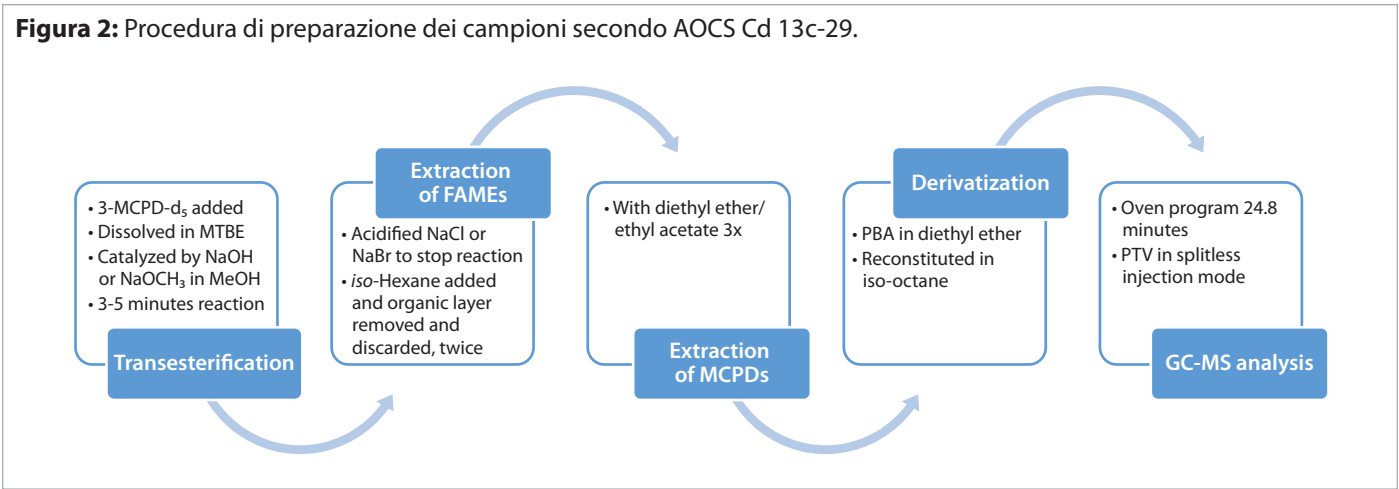 Figura 2: Procedura di preparazione dei campioni secondo AOCS Cd 13c-29.
• 3-MCPD-d₅ added
• Dissolved in MTBE
• Catalyzed by NaOH
or NaOCH₃ in MeOH
• 3-5 minutes reaction
Transesterification
Extraction
of FAMEs
• Acidified NaCl or
NaBr to stop reaction
• iso-Hexane added
and organic layer
removed and
discarded, twice
• With diethyl ether/
ethyl acetate 3x
Extraction
of MCPDs
Derivatization
• PBA in diethyl ether
• Reconstituted in
iso-octane
• Oven program 24.8
minutes
• PTV in splitless
injection mode
GC-MS analysis